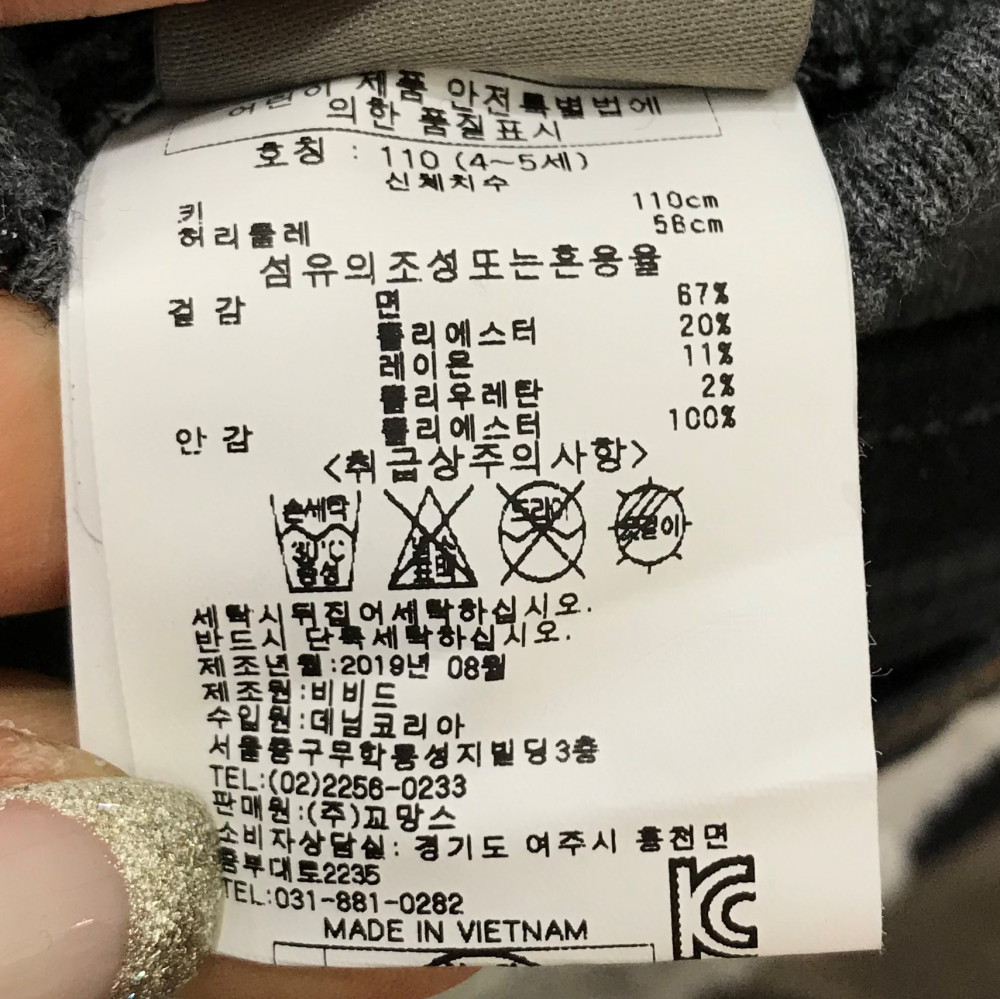 어린이 제품 안전특별법에
의한 품질표시
호칭 : 110 (4~5세)
신체치수
키 110cm
허리둘레 56cm
섬유의조성또는혼용율
겉감 면 67%
폴리에스터 20%
레이온 11%
폴리우레탄 2%
안감 폴리에스터 100%
<취급상주의사항>
손세탁 30℃ 중성
염소표백
드라이
옷걸이
세탁시뒤집어세탁하십시오.
반드시 단독세탁하십시오.
제조년월:2019년 08월
제조원:비비드
수입원:데님코리아
서울중구무학동성지빌딩3층
TEL:(02)2256-0233
판매원:(주)꼬망스
소비자상담실: 경기도 여주시 흥천면
중부대로2235
TEL:031-881-0282
MADE IN VIETNAM
KC